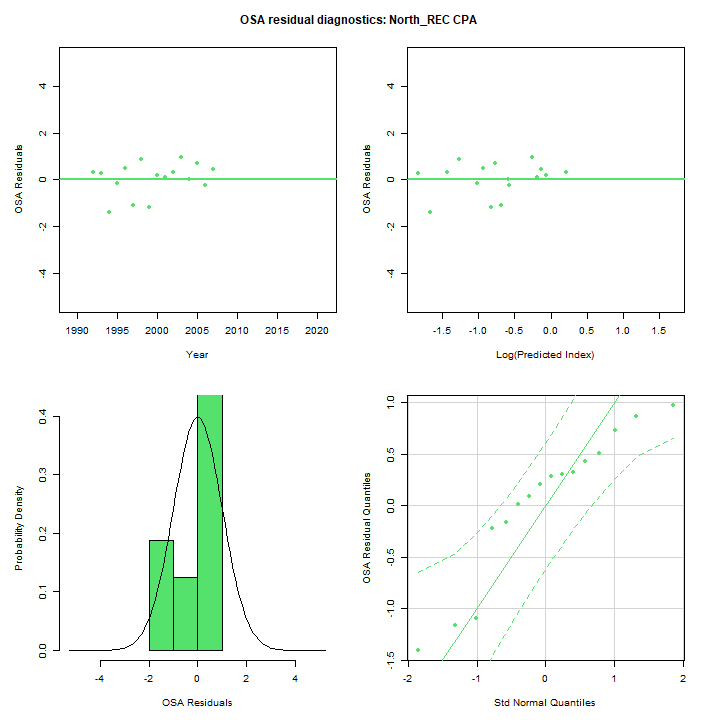 OSA residual diagnostics: North_REC CPA
OSA Residuals
4
2
0
-2
-4
1990 1995 2000 2005 2010 2015 2020
Year
OSA Residuals
4
2
0
-2
-4
-1.5 -1.0 -0.5 0.0 0.5 1.0 1.5
Log(Predicted Index)
Probability Density
0.4
0.3
0.2
0.1
0.0
-4 -2 0 2 4
OSA Residuals
OSA Residual Quantiles
1.0
0.5
0.0
-0.5
-1.0
-1.5
-2 -1 0 1 2
Std Normal Quantiles